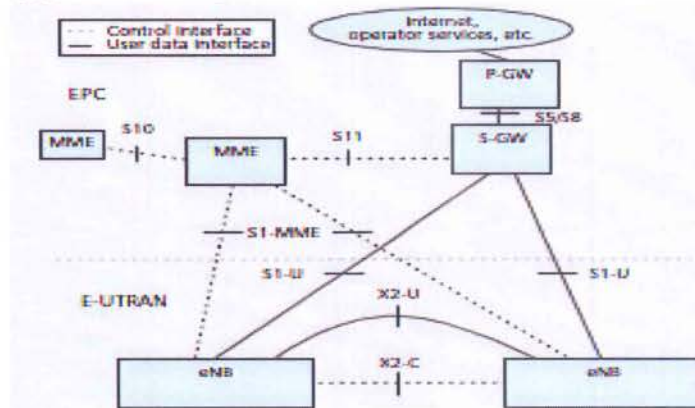 Control Interface
User data Interface
Internet,
operator services, etc.
P-GW
EPC
S5/S8
S10
S11
MME
MME
S-GW
S1-MME
S1-U
S1-U
E-UTRAN
X2-U
eNB
X2-C
eNB